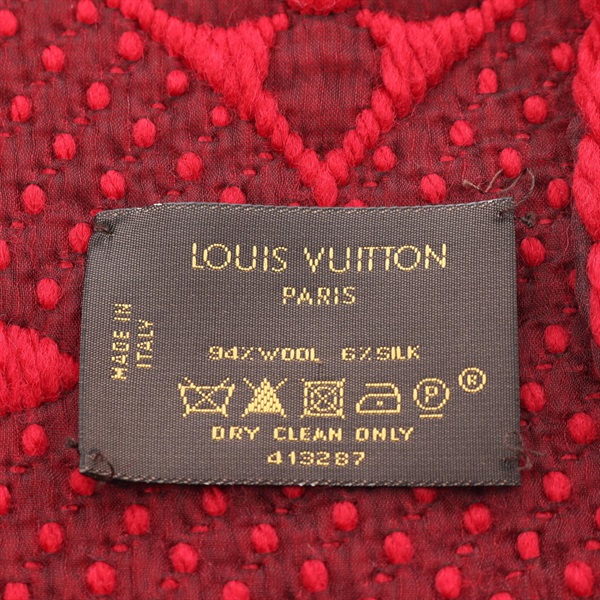 LOUIS VUITTON
PARIS
MADE IN
ITALY
94%WOOL 6%SILK
P ®
DRY CLEAN ONLY
413287